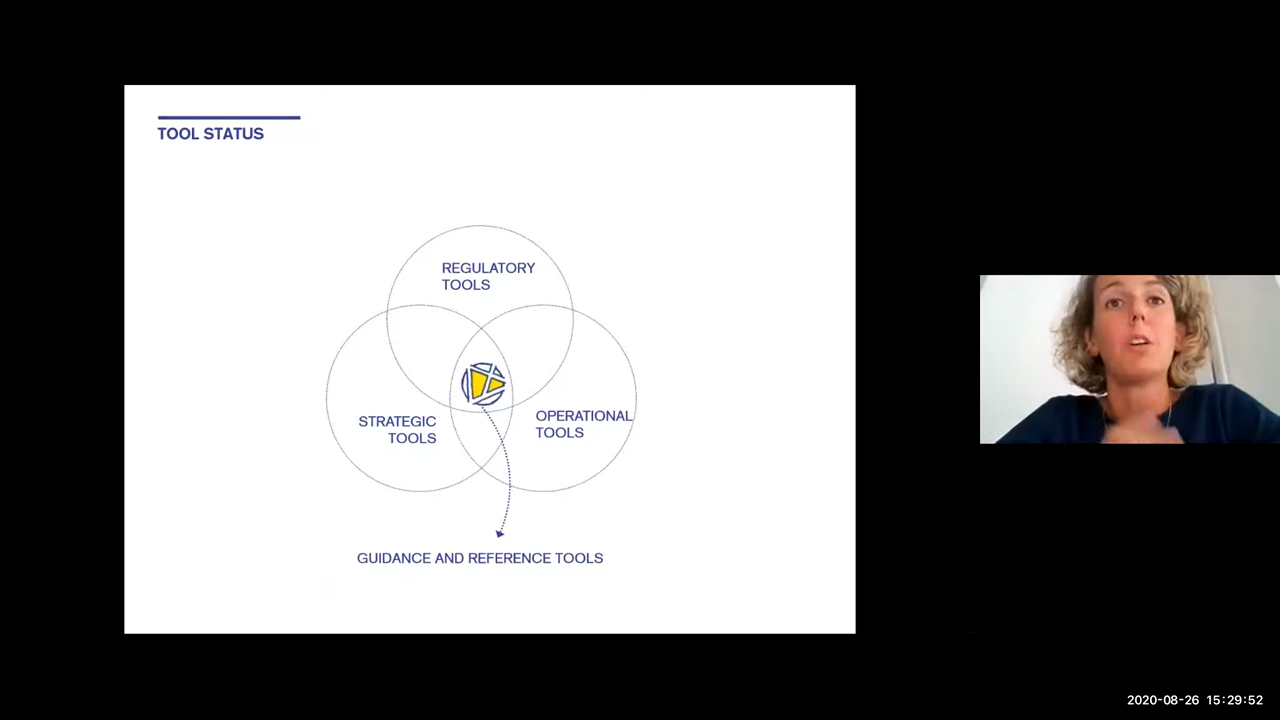 TOOL STATUS
REGULATORY
TOOLS
STRATEGIC
TOOLS
OPERATIONAL
TOOLS
GUIDANCE AND REFERENCE TOOLS
2020-08-26 15:29:52